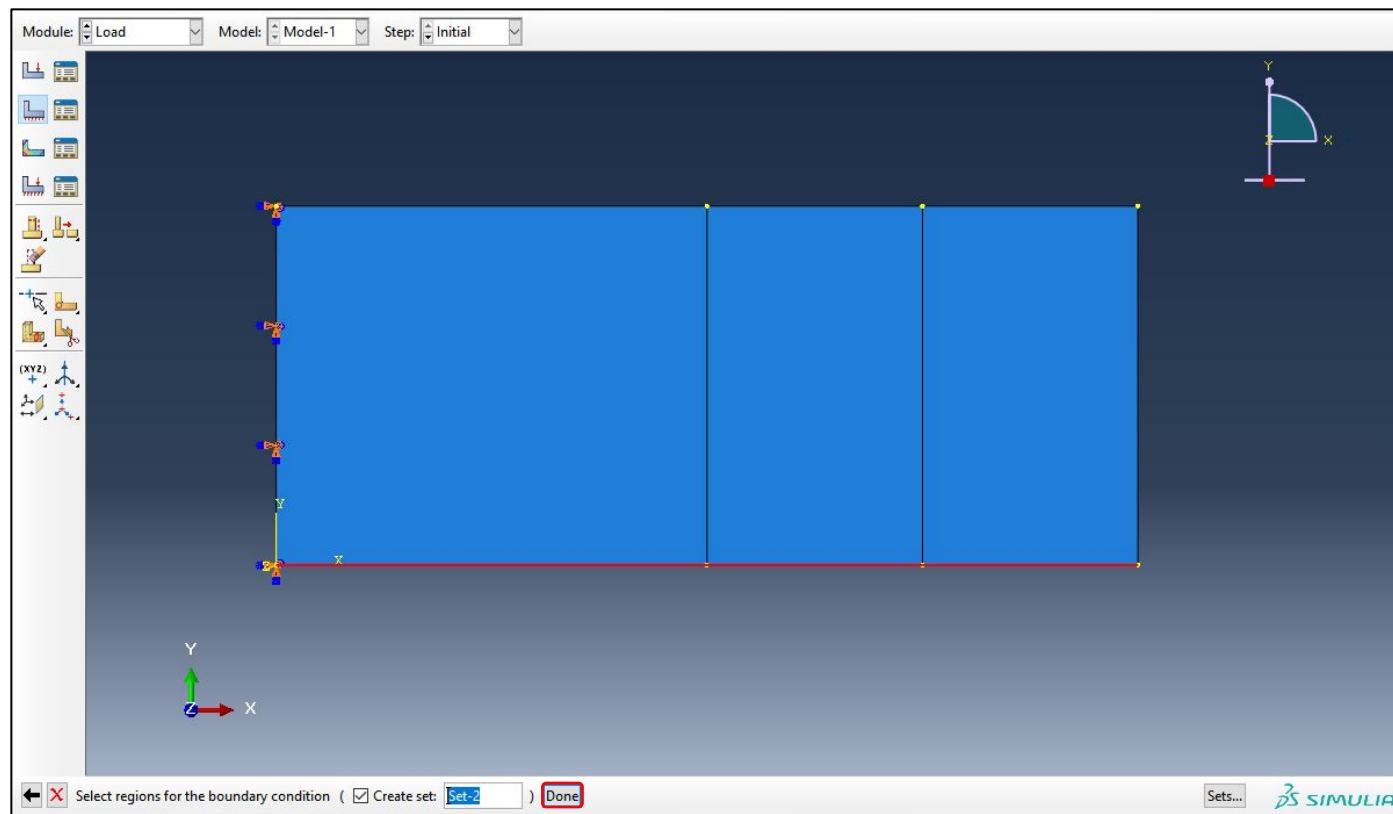 Module: Load Model: Model-1 Step: Initial
Y
X
Z
(XYZ)
Y
X
Z
Y
X
Z
Select regions for the boundary condition ( Create set: Set-2 ) Done Sets... SIMULIA